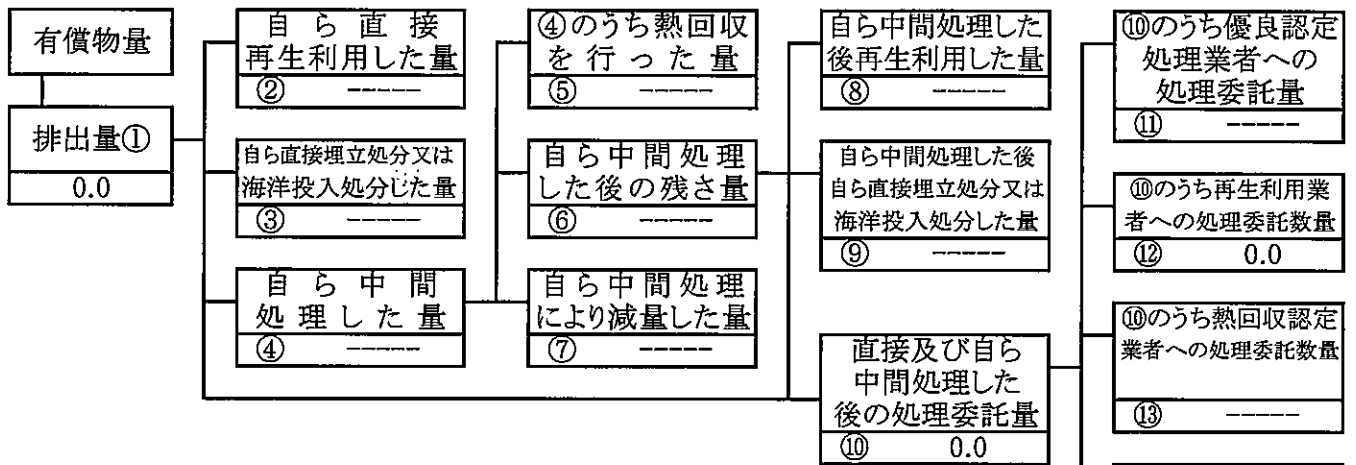 有償物量
排出量①
0.0
自ら直接
再生利用した量
② -----
自ら直接埋立処分又は
海洋投入処分した量
③ -----
自ら中間
処理した量
④ -----
④のうち熱回収
を行った量
⑤ -----
自ら中間処理
した後の残さ量
⑥ -----
自ら中間処理
により減量した量
⑦ -----
自ら中間処理した
後再生利用した量
⑧ -----
自ら中間処理した後
自ら直接埋立処分又は
海洋投入処分した量
⑨ -----
直接及び自ら
中間処理した
後の処理委託量
⑩ 0.0
⑩のうち優良認定
処理業者への
処理委託量
⑪ -----
⑩のうち再生利用業
者への処理委託数量
⑫ 0.0
⑩のうち熱回収認定
業者への処理委託数量
⑬ -----